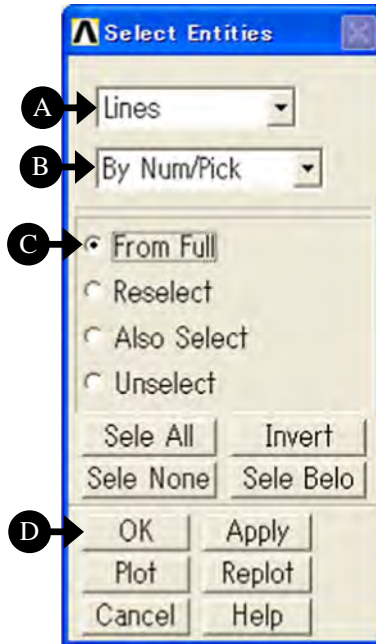 Select Entities
A Lines
B By Num/Pick
C From Full
Reselect
Also Select
Unselect
Sele All Invert
Sele None Sele Belo
D OK Apply
Plot Replot
Cancel Help